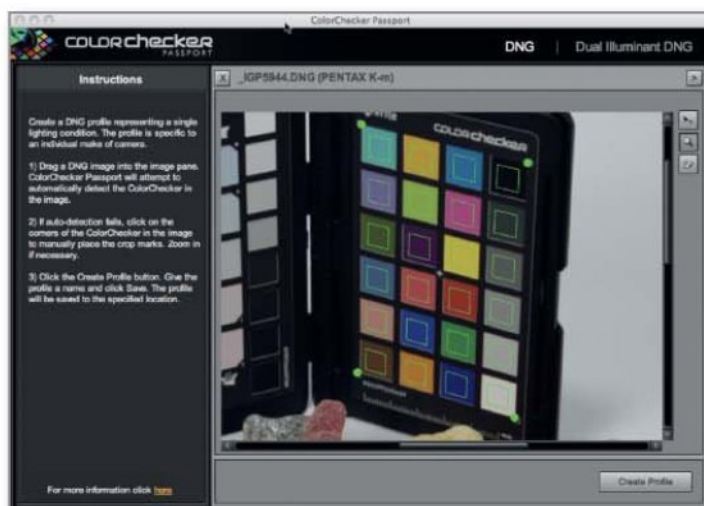 ColorChecker Passport
COLORCHECKER
PASSPORT
DNG | Dual Illuminant DNG
Instructions
X _IGP5944.DNG (PENTAX K-m) >
Create a DNG profile representing a single
lighting condition. The profile is specific to
an individual make of camera.
1) Drag a DNG image into the image pane.
ColorChecker Passport will attempt to
automatically detect the ColorChecker in
the image.
2) If auto-detection fails, click on the
corners of the ColorChecker in the image
to manually place the crop marks. Zoom in
if necessary.
3) Click the Create Profile button. Give the
profile a name and click Save. The profile
will be saved to the specified location.
colorchecker
For more information click here
Create Profile